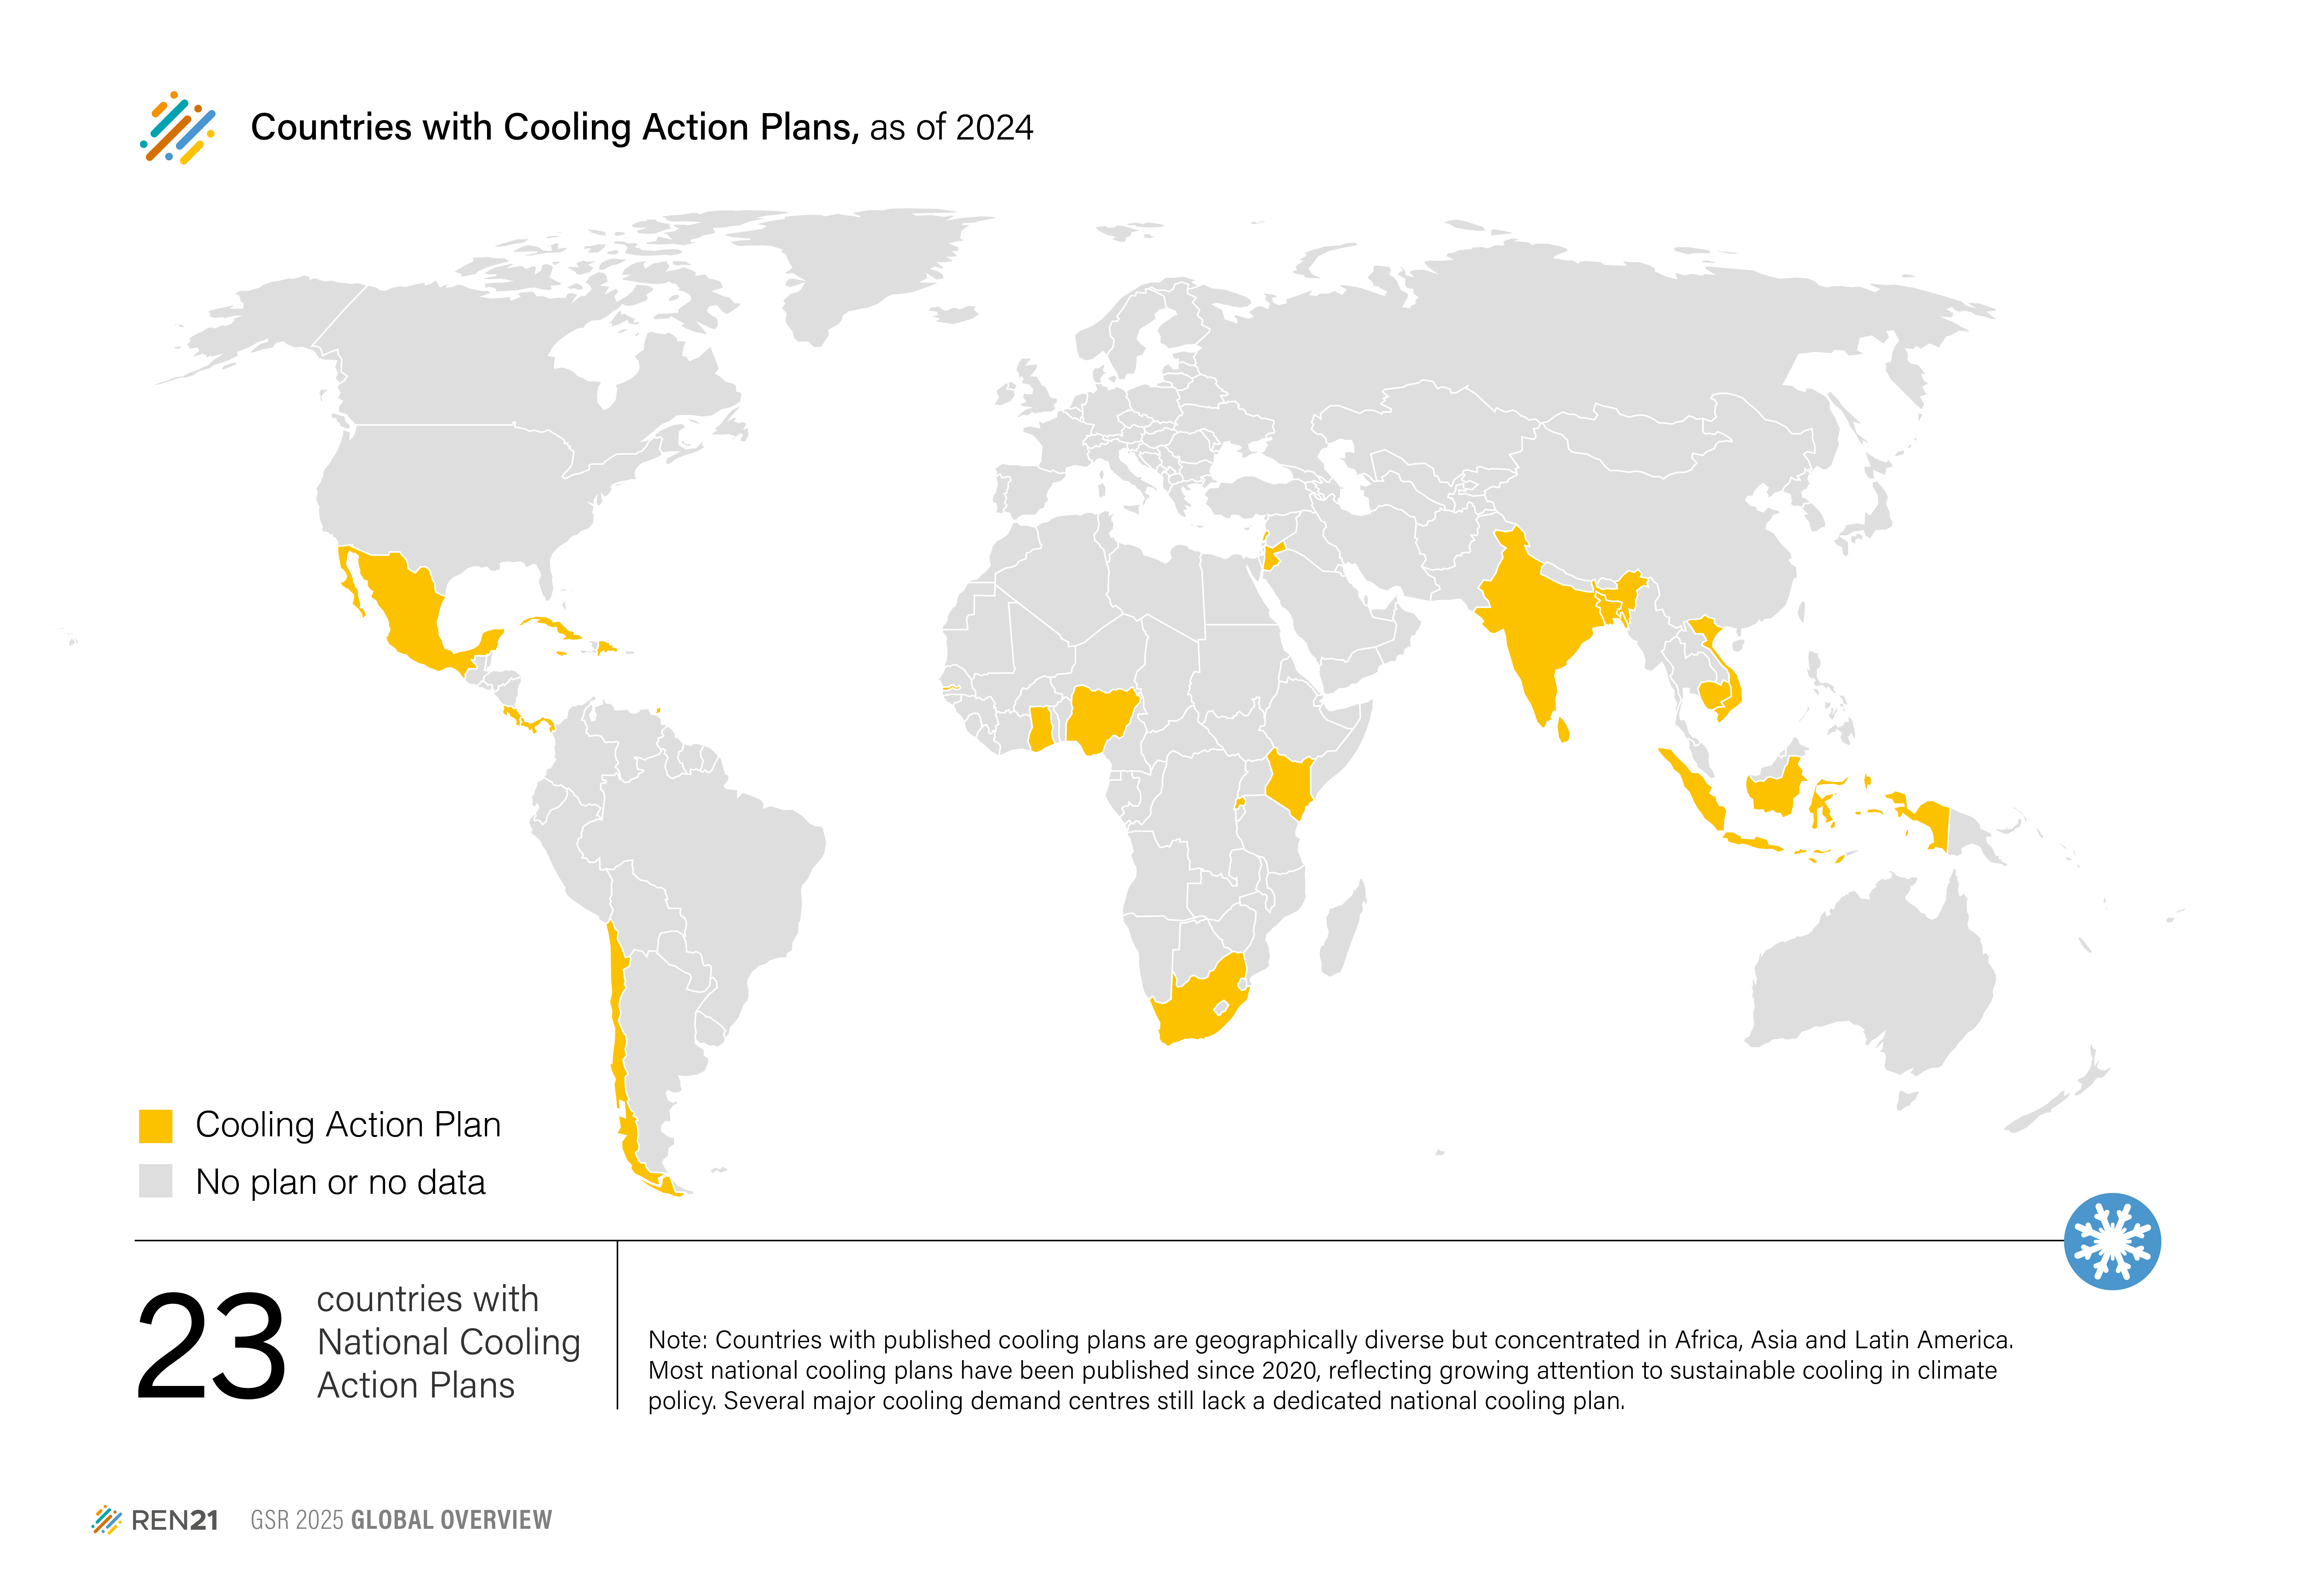 Countries with Cooling Action Plans, as of 2024
Cooling Action Plan
No plan or no data
23
countries with
National Cooling
Action Plans
Note: Countries with published cooling plans are geographically diverse but concentrated in Africa, Asia and Latin America.
Most national cooling plans have been published since 2020, reflecting growing attention to sustainable cooling in climate
policy. Several major cooling demand centres still lack a dedicated national cooling plan.
REN21 GSR 2025 GLOBAL OVERVIEW